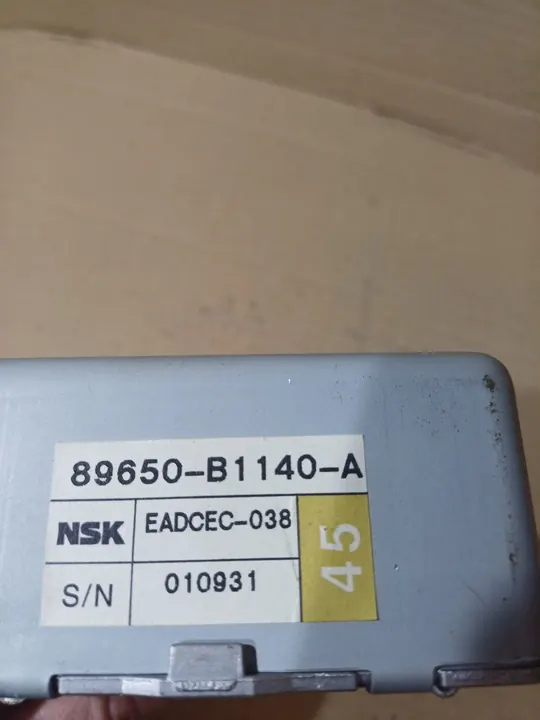 89650-B1140-A
NSK EADCEC-038
S/N 010931
45